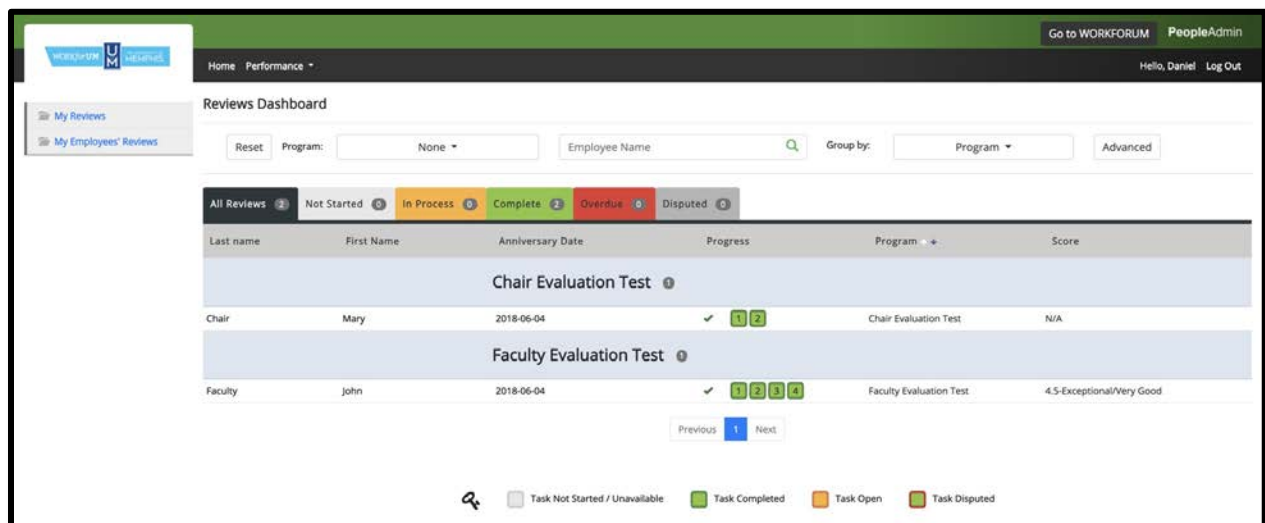 Go to WORKFORUM PeopleAdmin
WORKforUM UM MEMPHIS
Home Performance Hello, Daniel Log Out
Reviews Dashboard
My Reviews
My Employees' Reviews
Reset Program: None Employee Name Group by: Program Advanced
All Reviews 2 Not Started 0 In Process 0 Complete 2 Overdue 0 Disputed 0
Last name First Name Anniversary Date Progress Program Score
Chair Evaluation Test 1
Chair Mary 2018-06-04 1 2 Chair Evaluation Test N/A
Faculty Evaluation Test 1
Faculty John 2018-06-04 1 2 3 4 Faculty Evaluation Test 4.5-Exceptional/Very Good
Previous 1 Next
Task Not Started / Unavailable Task Completed Task Open Task Disputed